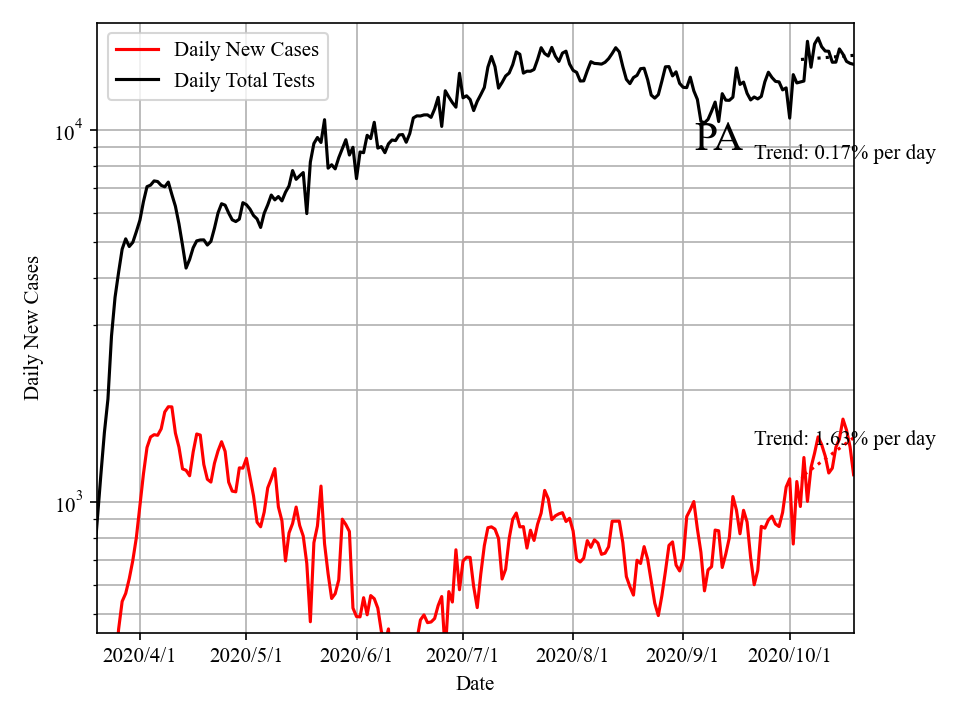 Daily New Cases
Daily Total Tests
10^4
PA
Trend: 0.17% per day
Daily New Cases
Trend: 1.63% per day
10^3
2020/4/1 2020/5/1 2020/6/1 2020/7/1 2020/8/1 2020/9/1 2020/10/1
Date